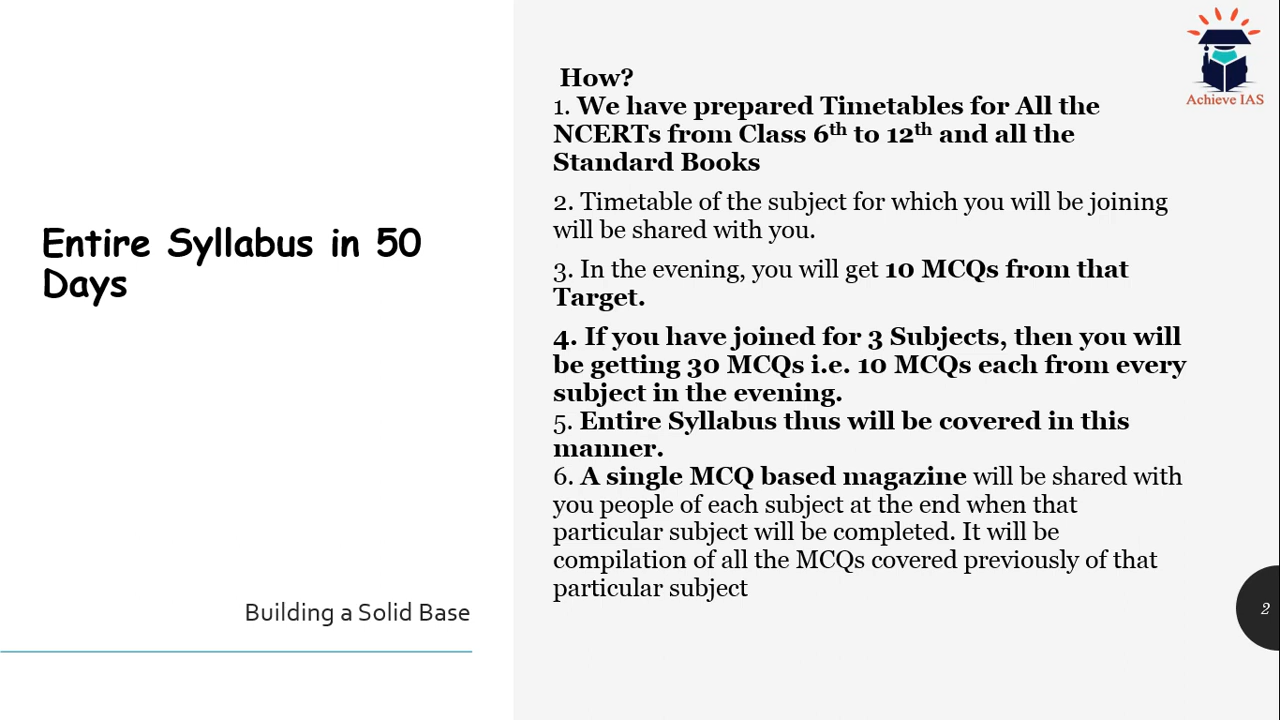 Entire Syllabus in 50
Days
Building a Solid Base
How?
1. We have prepared Timetables for All the
NCERTs from Class 6th to 12th and all the
Standard Books
2. Timetable of the subject for which you will be joining
will be shared with you.
3. In the evening, you will get 10 MCQs from that
Target.
4. If you have joined for 3 Subjects, then you will
be getting 30 MCQs i.e. 10 MCQs each from every
subject in the evening.
5. Entire Syllabus thus will be covered in this
manner.
6. A single MCQ based magazine will be shared with
you people of each subject at the end when that
particular subject will be completed. It will be
compilation of all the MCQs covered previously of that
particular subject
Achieve IAS
2